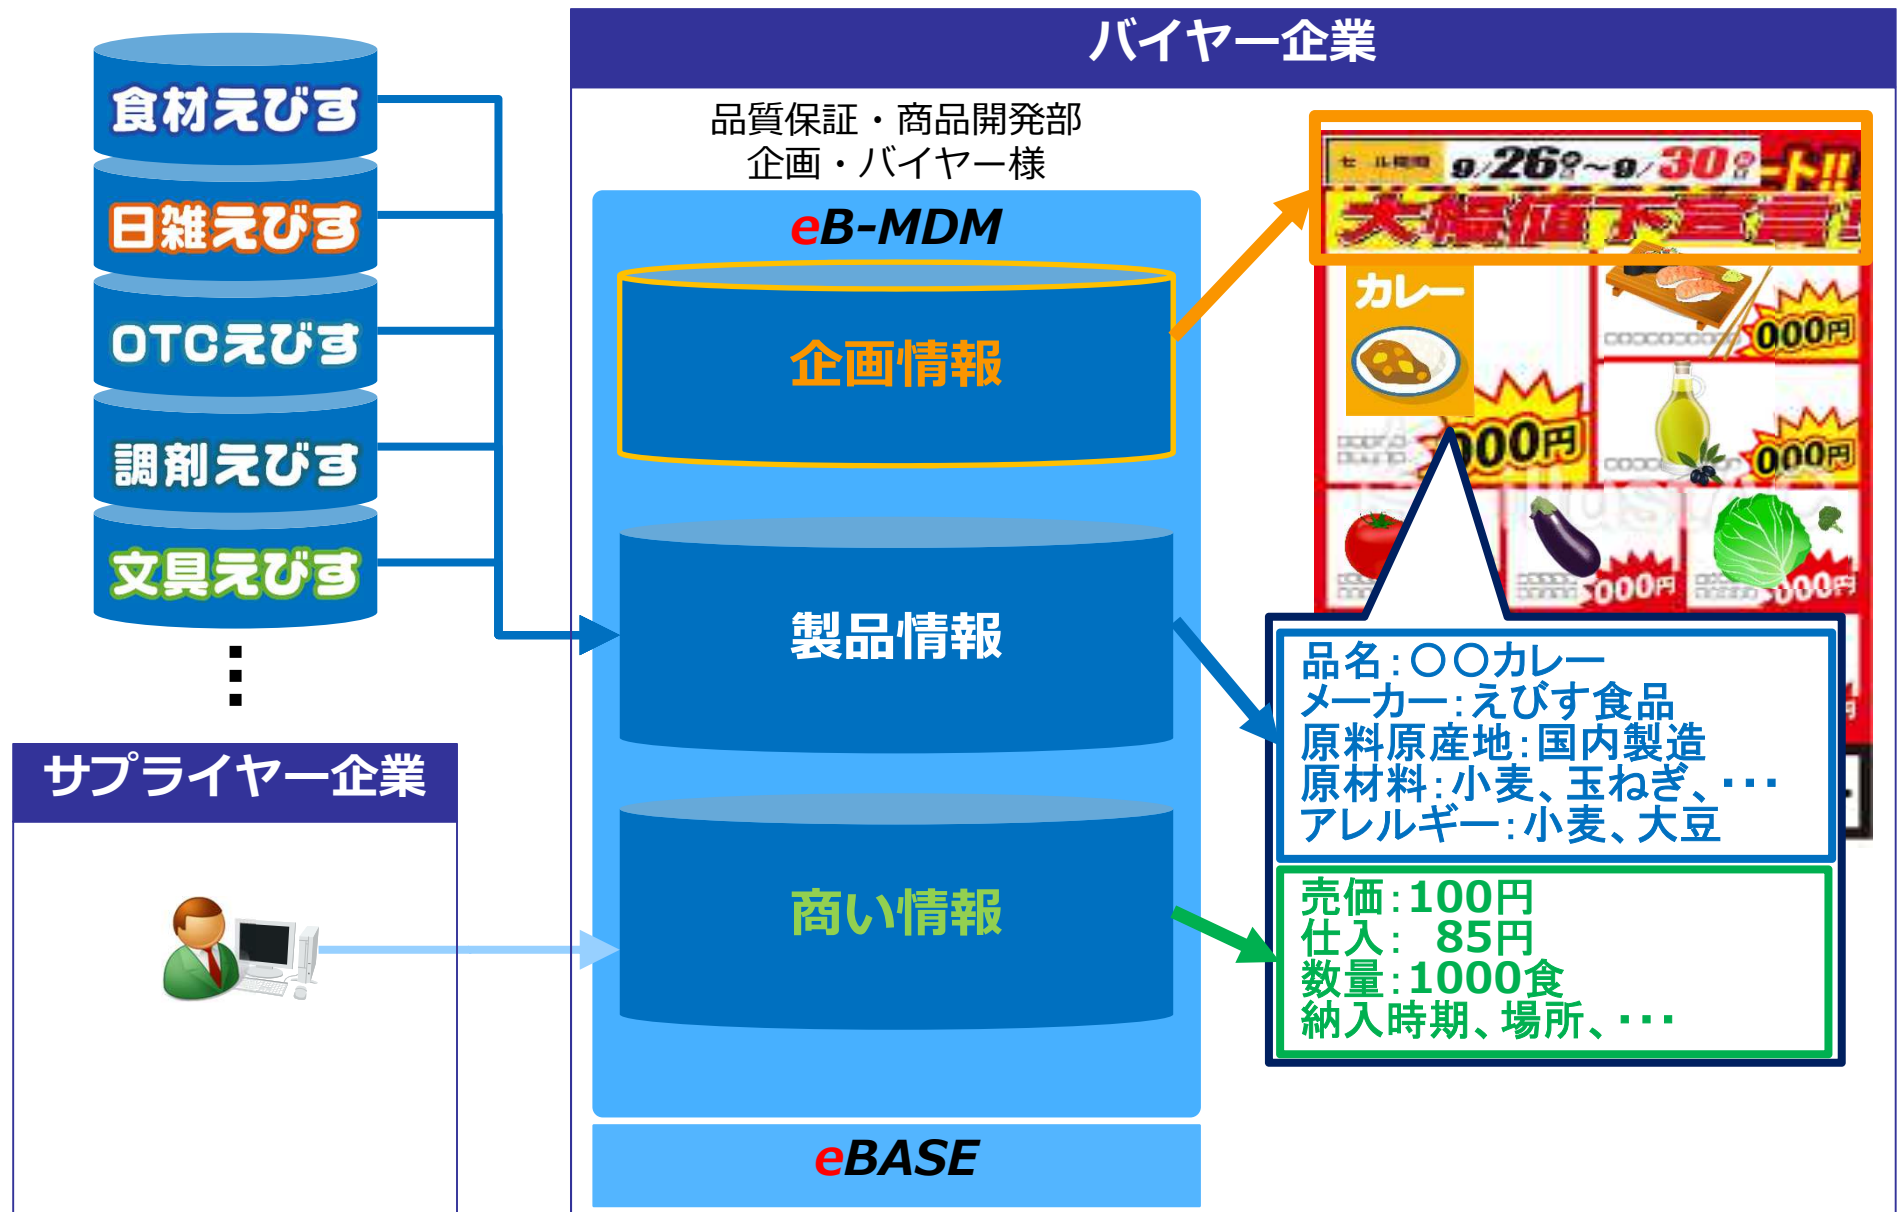 バイヤー企業
食材えびす
日雑えびす
OTCえびす
調剤えびす
文具えびす
サプライヤー企業
品質保証・商品開発部
企画・バイヤー様
eB-MDM
企画情報
製品情報
商い情報
eBASE
9/26 ~9/30
ート!!
大幅値下宣言!
カレー
000円
000円
000円
000円
000円
品名:〇〇カレー
メーカー:えびす食品
原料原産地:国内製造
原材料:小麦、玉ねぎ、・・・
アレルギー:小麦、大豆
売価:100円
仕入: 85円
数量:1000食
納入時期、場所、・・・